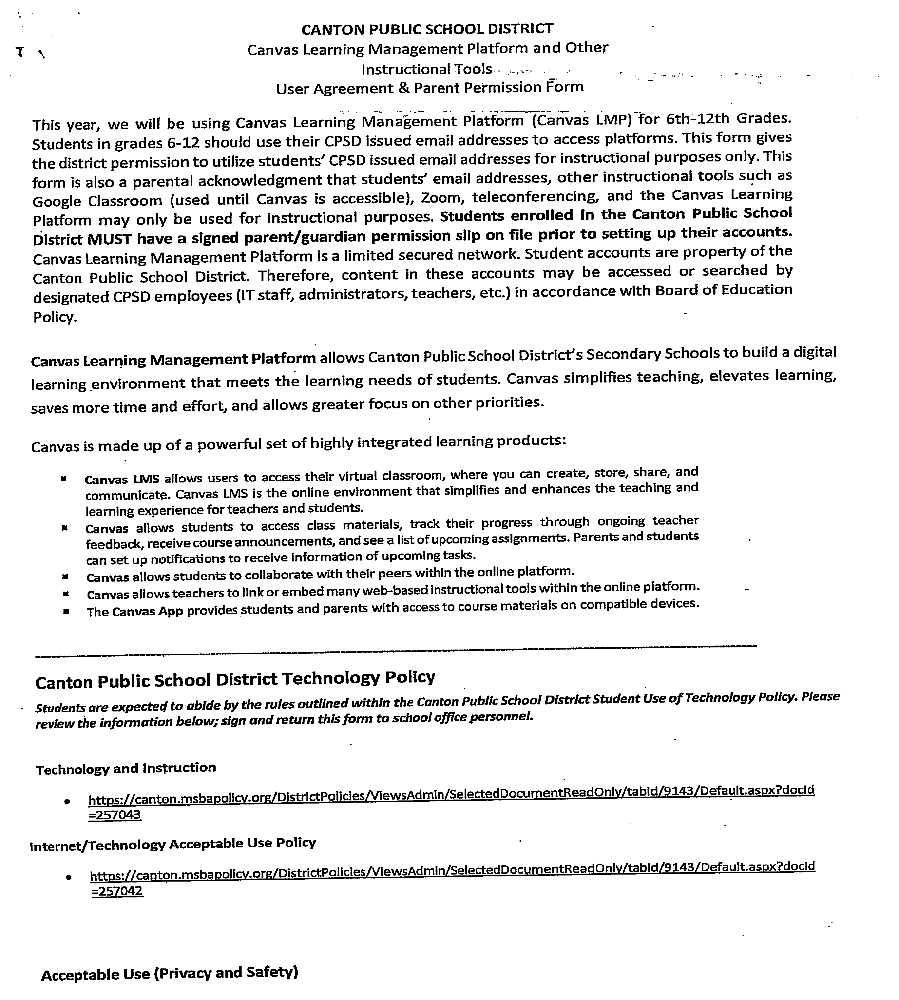 CANTON PUBLIC SCHOOL DISTRICT
Canvas Learning Management Platform and Other
Instructional Tools
User Agreement & Parent Permission Form
This year, we will be using Canvas Learning Management Platform (Canvas LMP) for 6th-12th Grades.
Students in grades 6-12 should use their CPSD issued email addresses to access platforms. This form gives
the district permission to utilize students' CPSD issued email addresses for instructional purposes only. This
form is also a parental acknowledgment that students' email addresses, other instructional tools such as
Google Classroom (used until Canvas is accessible), Zoom, teleconferencing, and the Canvas Learning
Platform may only be used for instructional purposes. Students enrolled in the Canton Public School
District MUST have a signed parent/guardian permission slip on file prior to setting up their accounts.
Canvas Learning Management Platform is a limited secured network. Student accounts are property of the
Canton Public School District. Therefore, content in these accounts may be accessed or searched by
designated CPSD employees (IT staff, administrators, teachers, etc.) in accordance with Board of Education
Policy.
Canvas Learning Management Platform allows Canton Public School District's Secondary Schools to build a digital
learning environment that meets the learning needs of students. Canvas simplifies teaching, elevates learning,
saves more time and effort, and allows greater focus on other priorities.
Canvas is made up of a powerful set of highly integrated learning products:
▪ Canvas LMS allows users to access their virtual classroom, where you can create, store, share, and
communicate. Canvas LMS is the online environment that simplifies and enhances the teaching and
learning experience for teachers and students.
▪ Canvas allows students to access class materials, track their progress through ongoing teacher
feedback, receive course announcements, and see a list of upcoming assignments. Parents and students
can set up notifications to receive information of upcoming tasks.
▪ Canvas allows students to collaborate with their peers within the online platform.
▪ Canvas allows teachers to link or embed many web-based instructional tools within the online platform.
▪ The Canvas App provides students and parents with access to course materials on compatible devices.
Canton Public School District Technology Policy
Students are expected to abide by the rules outlined within the Canton Public School District Student Use of Technology Policy. Please
review the information below; sign and return this form to school office personnel.
Technology and Instruction
• https://canton.msbapolicy.org/DistrictPolicies/ViewsAdmin/SelectedDocumentReadOnly/tabid/9143/Default.aspx?docId
=257043
Internet/Technology Acceptable Use Policy
• https://canton.msbapolicy.org/DistrictPolicies/ViewsAdmin/SelectedDocumentReadOnly/tabid/9143/Default.aspx?docId
=257042
Acceptable Use (Privacy and Safety)